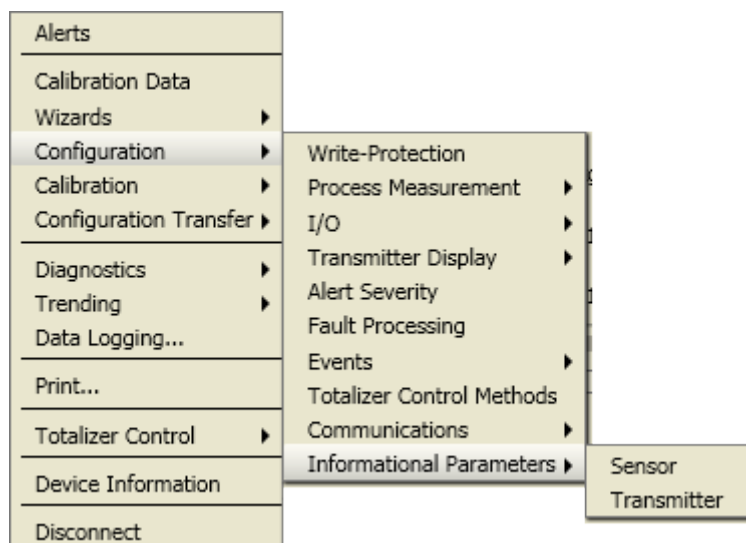 Alerts
Calibration Data
Wizards
Configuration
Calibration
Configuration Transfer
Diagnostics
Trending
Data Logging...
Print...
Totalizer Control
Device Information
Disconnect
Write-Protection
Process Measurement
I/O
Transmitter Display
Alert Severity
Fault Processing
Events
Totalizer Control Methods
Communications
Informational Parameters
Sensor
Transmitter